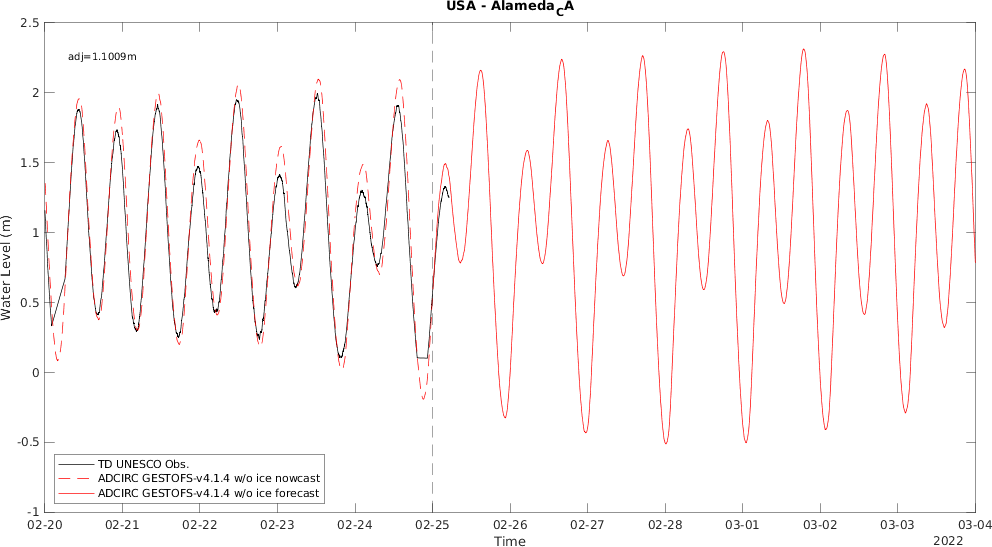 USA - Alameda_CA
adj=1.1009m
2.5
2
1.5
1
0.5
0
-0.5
-1
Water Level (m)
TD UNESCO Obs.
ADCIRC GESTOFS-v4.1.4 w/o ice nowcast
ADCIRC GESTOFS-v4.1.4 w/o ice forecast
02-20 02-21 02-22 02-23 02-24 02-25 02-26 02-27 02-28 03-01 03-02 03-03 03-04
Time
2022